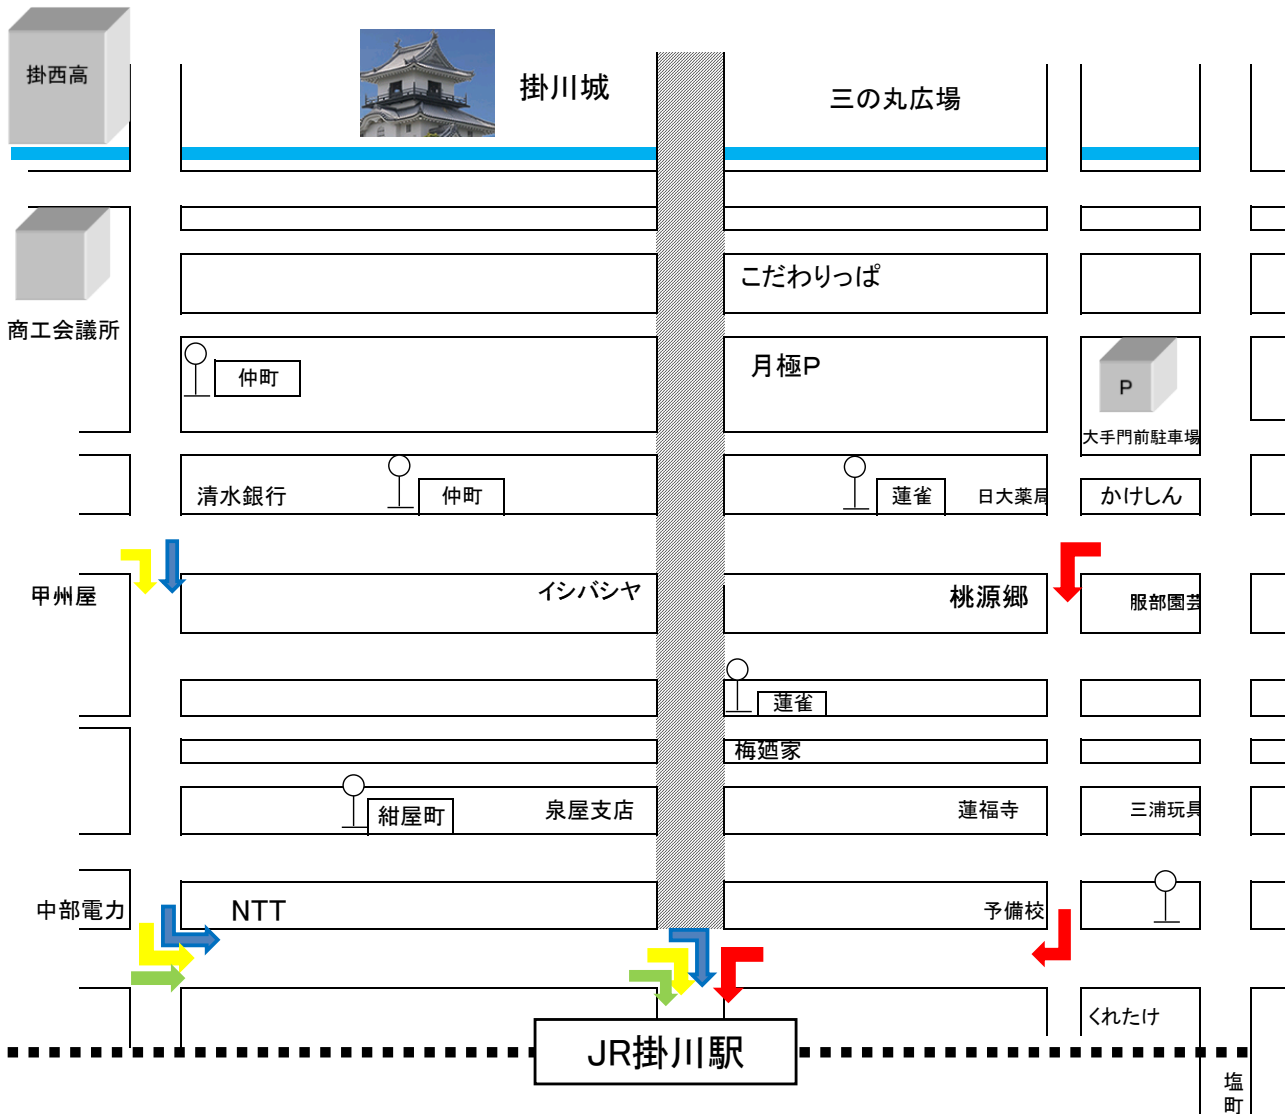 掛西高
掛川城
三の丸広場
こだわりっぱ
商工会議所
仲町
月極P
P
大手門前駐車場
清水銀行
仲町
蓮雀
日大薬局
かけしん
甲州屋
イシバシヤ
桃源郷
服部園芸
蓮雀
梅廼家
紺屋町
泉屋支店
蓮福寺
三浦玩具
中部電力
NTT
予備校
くれたけ
JR掛川駅
塩
町